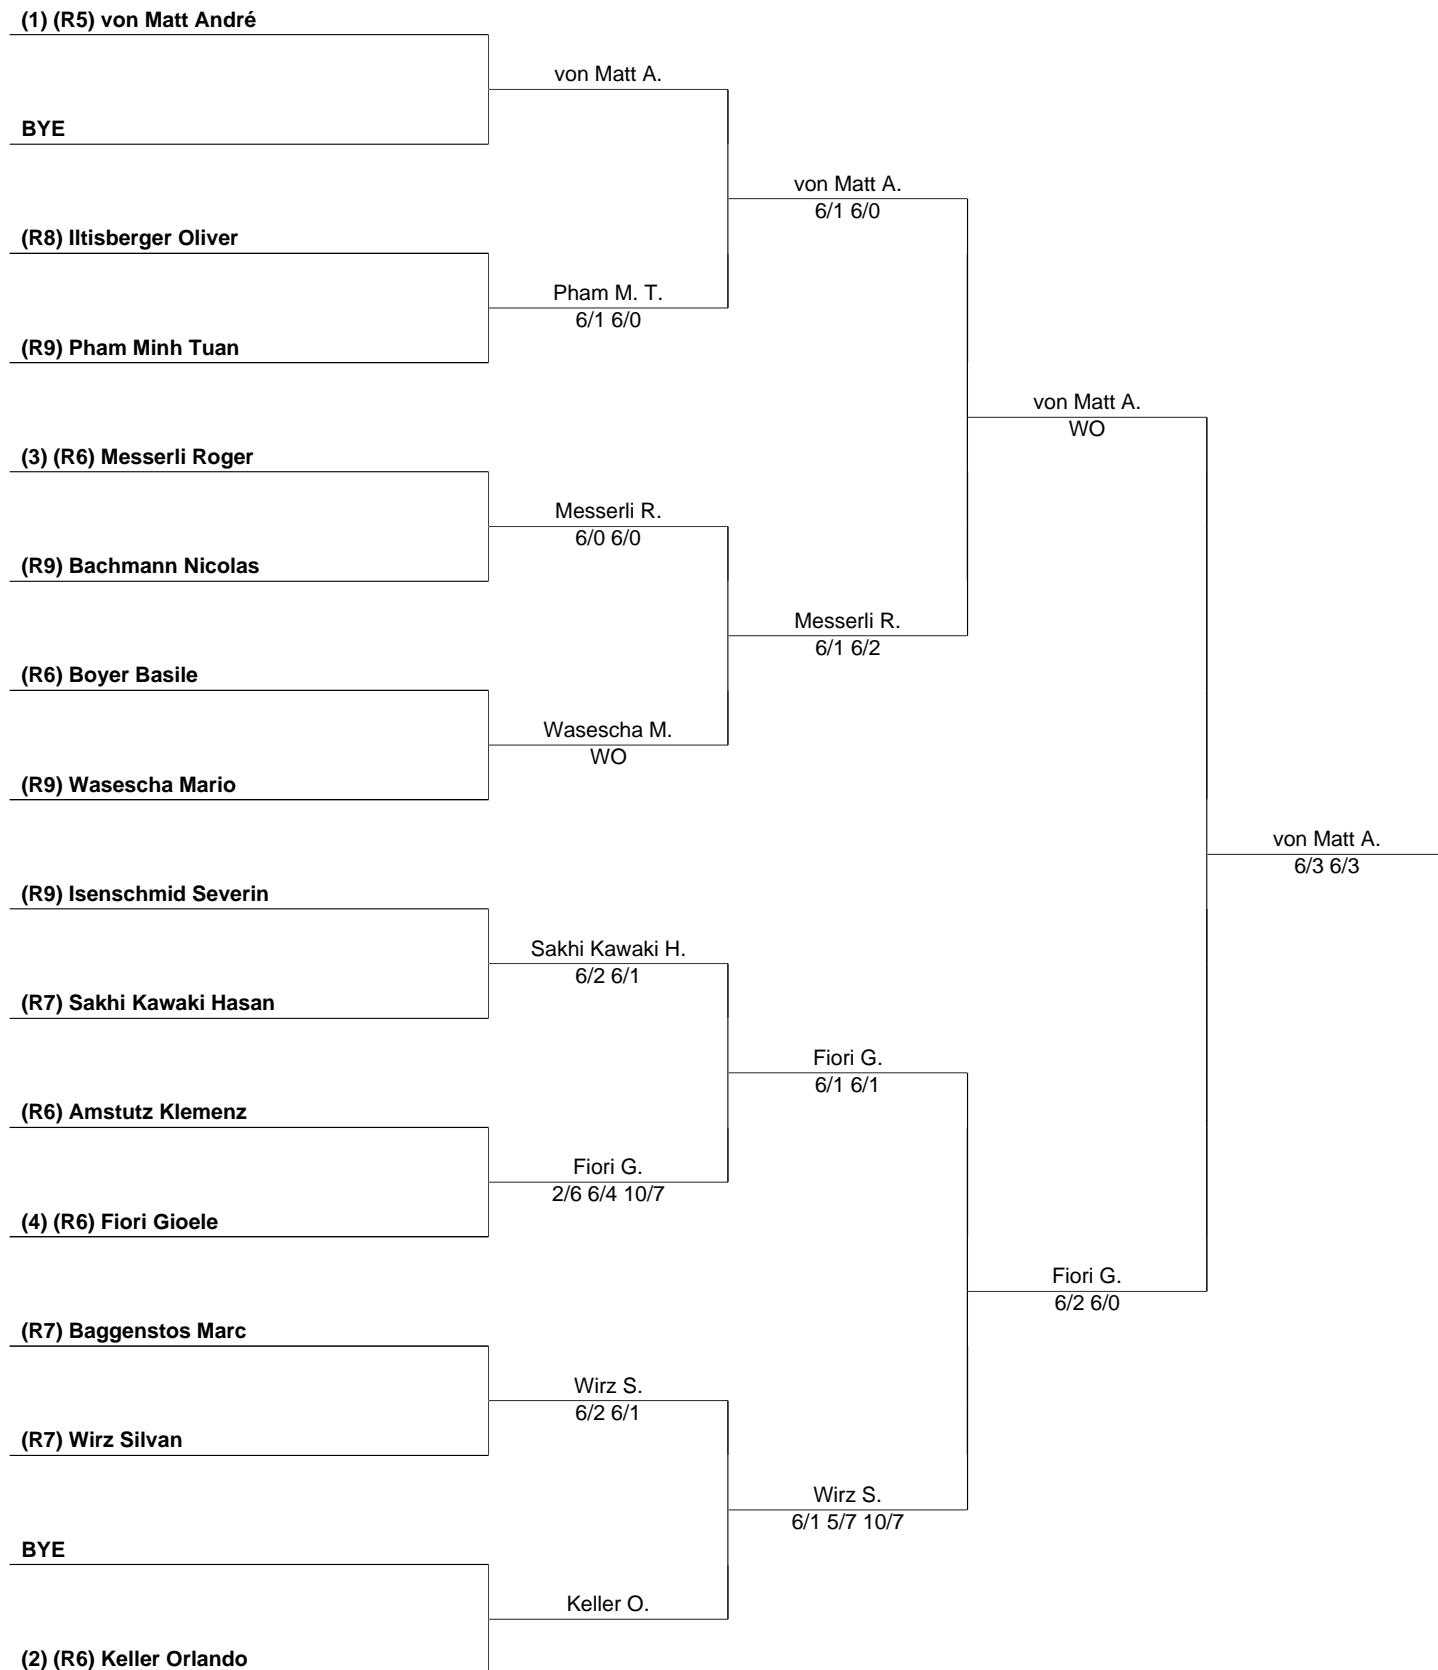 (1) (R5) von Matt André
von Matt A.
BYE
von Matt A.
6/1 6/0
(R8) Iltisberger Oliver
Pham M. T.
6/1 6/0
(R9) Pham Minh Tuan
von Matt A.
WO
(3) (R6) Messerli Roger
Messerli R.
6/0 6/0
(R9) Bachmann Nicolas
Messerli R.
6/1 6/2
(R6) Boyer Basile
Wasescha M.
WO
(R9) Wasescha Mario
von Matt A.
6/3 6/3
(R9) Isenschmid Severin
Sakhi Kawaki H.
6/2 6/1
(R7) Sakhi Kawaki Hasan
Fiori G.
6/1 6/1
(R6) Amstutz Klemenz
Fiori G.
2/6 6/4 10/7
(4) (R6) Fiori Gioele
Fiori G.
6/2 6/0
(R7) Baggenstos Marc
Wirz S.
6/2 6/1
(R7) Wirz Silvan
Wirz S.
6/1 5/7 10/7
BYE
Keller O.
(2) (R6) Keller Orlando